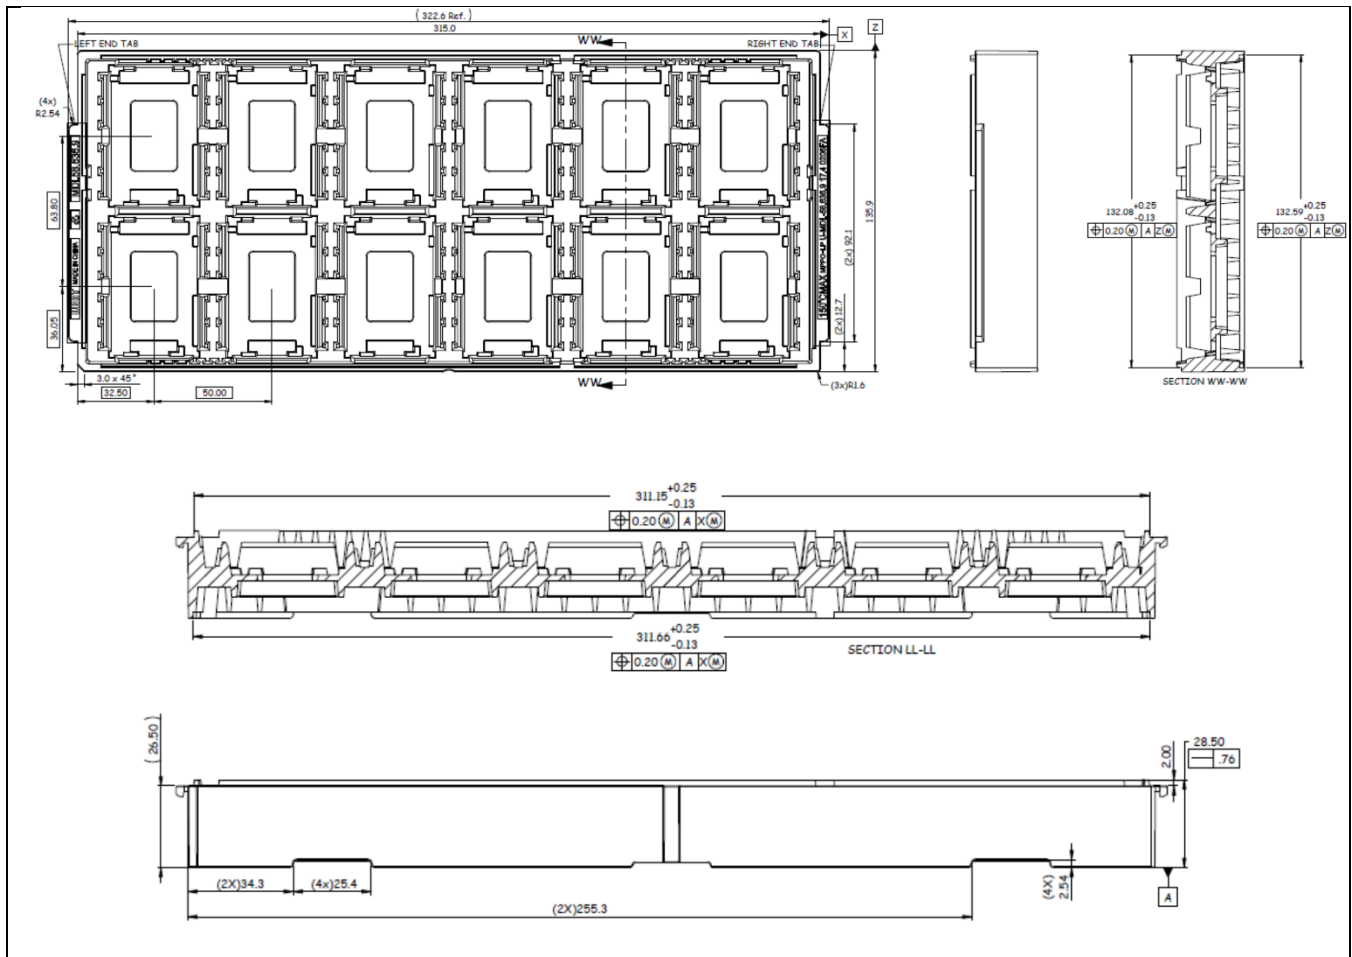 ( 322.6 Ref. )
315.0
X
Z
LEFT END TAB
WW
RIGHT END TAB
(4x)
R2.54
63.80
36.05
MADE IN CHINA
135.9
(2x) 92.1
(2x) 12.7
3.0 x 45°
32.50
50.00
WW
(3x)R1.6
132.08 +0.25 -0.13
0.20 Ⓜ A ZⓂ
132.59 +0.25 -0.13
0.20 Ⓜ A ZⓂ
SECTION WW-WW
311.15 +0.25 -0.13
0.20 Ⓜ A XⓂ
311.66 +0.25 -0.13
0.20 Ⓜ A XⓂ
SECTION LL-LL
( 26.50 )
2.00
28.50
.76
(2X)34.3
(4x)25.4
(4X)
2.54
A
(2X)255.3